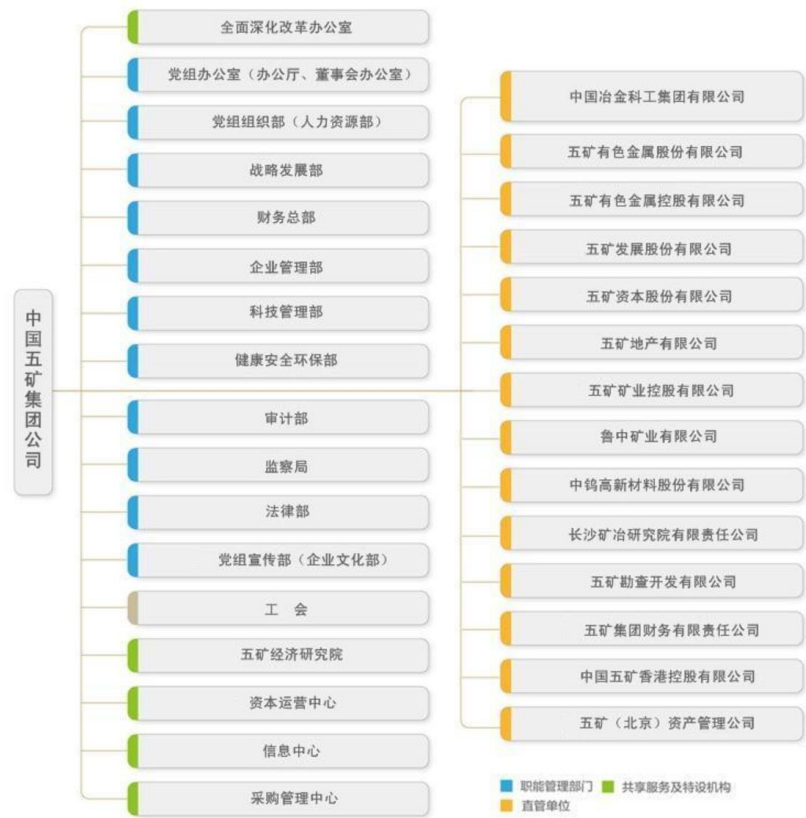 中国五矿集团公司
全面深化改革办公室
党组办公室（办公厅、董事会办公室）
党组组织部（人力资源部）
战略发展部
财务总部
企业管理部
科技管理部
健康安全环保部
审计部
监察局
法律部
党组宣传部（企业文化部）
工 会
五矿经济研究院
资本运营中心
信息中心
采购管理中心
中国冶金科工集团有限公司
五矿有色金属股份有限公司
五矿有色金属控股有限公司
五矿发展股份有限公司
五矿资本股份有限公司
五矿地产有限公司
五矿矿业控股有限公司
鲁中矿业有限公司
中钨高新材料股份有限公司
长沙矿冶研究院有限责任公司
五矿勘查开发有限公司
五矿集团财务有限责任公司
中国五矿香港控股有限公司
五矿（北京）资产管理公司
职能管理部门 共享服务及特设机构
直管单位